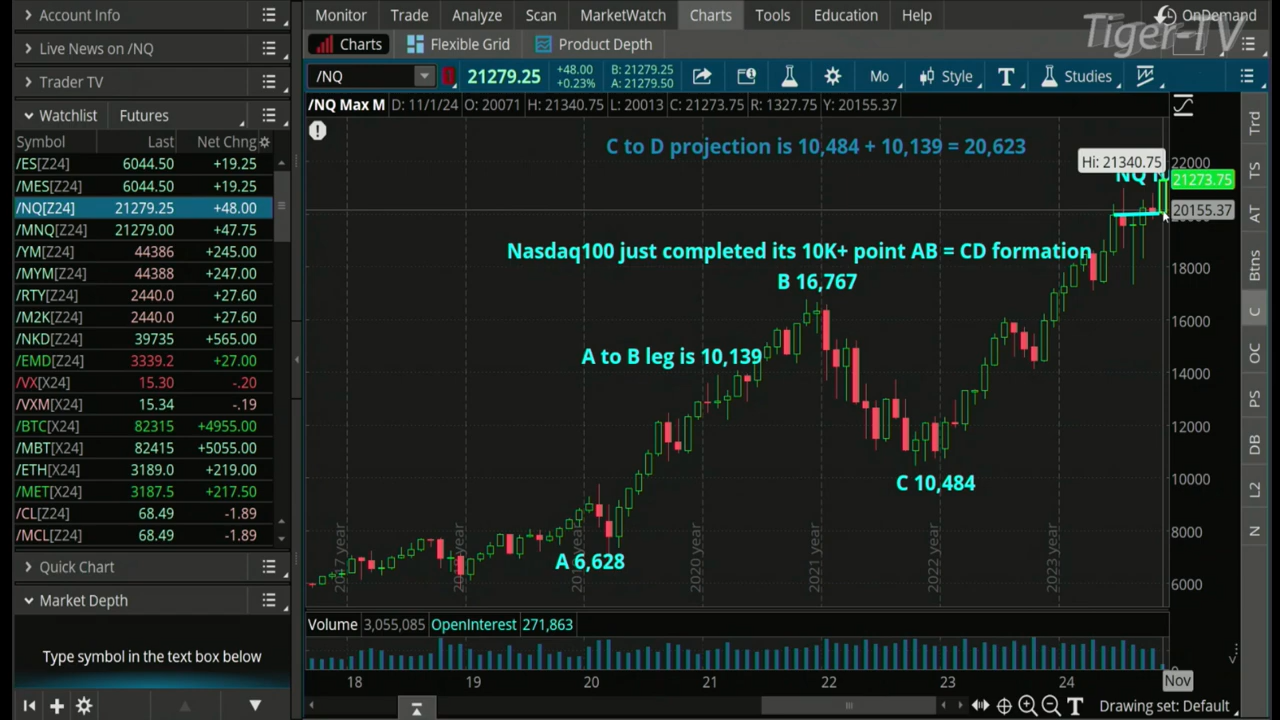 Account Info
Live News on /NQ
Trader TV
Watchlist Futures
Symbol Last Net Chng
/ES[Z24] 6044.50 +19.25
/MES[Z24] 6044.50 +19.25
/NQ[Z24] 21279.25 +48.00
/MNQ[Z24] 21279.00 +47.75
/YM[Z24] 44386 +245.00
/MYM[Z24] 44388 +247.00
/RTY[Z24] 2440.0 +27.60
/M2K[Z24] 2440.0 +27.60
/NKD[Z24] 39735 +565.00
/EMD[Z24] 3339.2 +27.00
/VX[X24] 15.30 -.20
/VXM[X24] 15.34 -.19
/BTC[X24] 82315 +4955.00
/MBT[X24] 82415 +5055.00
/ETH[X24] 3189.0 +219.00
/MET[X24] 3187.5 +217.50
/CL[Z24] 68.49 -1.89
/MCL[Z24] 68.49 -1.89
Quick Chart
Market Depth
Type symbol in the text box below
Monitor Trade Analyze Scan MarketWatch Charts Tools Education Help OnDemand
Tiger-TV
Charts Flexible Grid Product Depth
/NQ 21279.25 +48.00 +0.23% B: 21279.25 A: 21279.50 Mo Style T Studies
/NQ Max M D: 11/1/24 O: 20071 H: 21340.75 L: 20013 C: 21273.75 R: 1327.75 Y: 20155.37
C to D projection is 10,484 + 10,139 = 20,623
Hi: 21340.75
22000
21273.75
20155.37
Nasdaq100 just completed its 10K+ point AB = CD formation
18000
B 16,767
16000
A to B leg is 10,139
14000
12000
10000
C 10,484
8000
A 6,628
6000
2017 year
2020 year
2021 year
2022 year
2023 year
Volume 3,055,085 OpenInterest 271,863
0
18 19 20 21 22 23 24 Nov
T Drawing set: Default
Trd
TS
AT
Btns
C
OC
PS
DB
L2
N